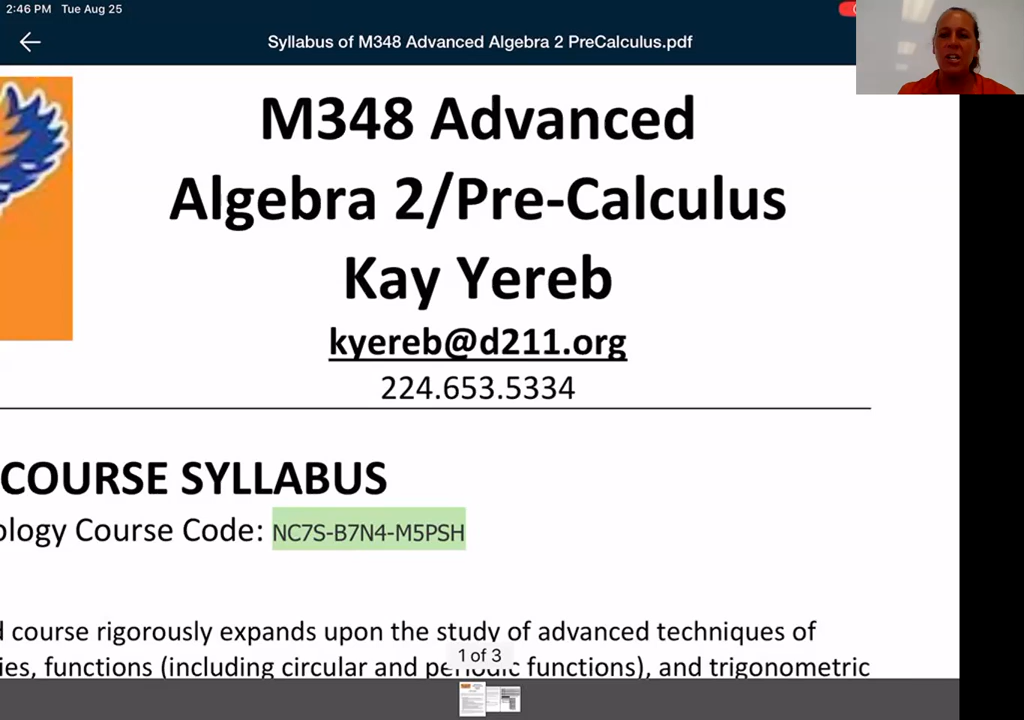 2:46 PM Tue Aug 25
Syllabus of M348 Advanced Algebra 2 PreCalculus.pdf
M348 Advanced
Algebra 2/Pre-Calculus
Kay Yereb
kyereb@d211.org
224.653.5334
COURSE SYLLABUS
ology Course Code: NC7S-B7N4-M5PSH
d course rigorously expands upon the study of advanced techniques of
ies, functions (including circular and periodic functions), and trigonometric
1 of 3